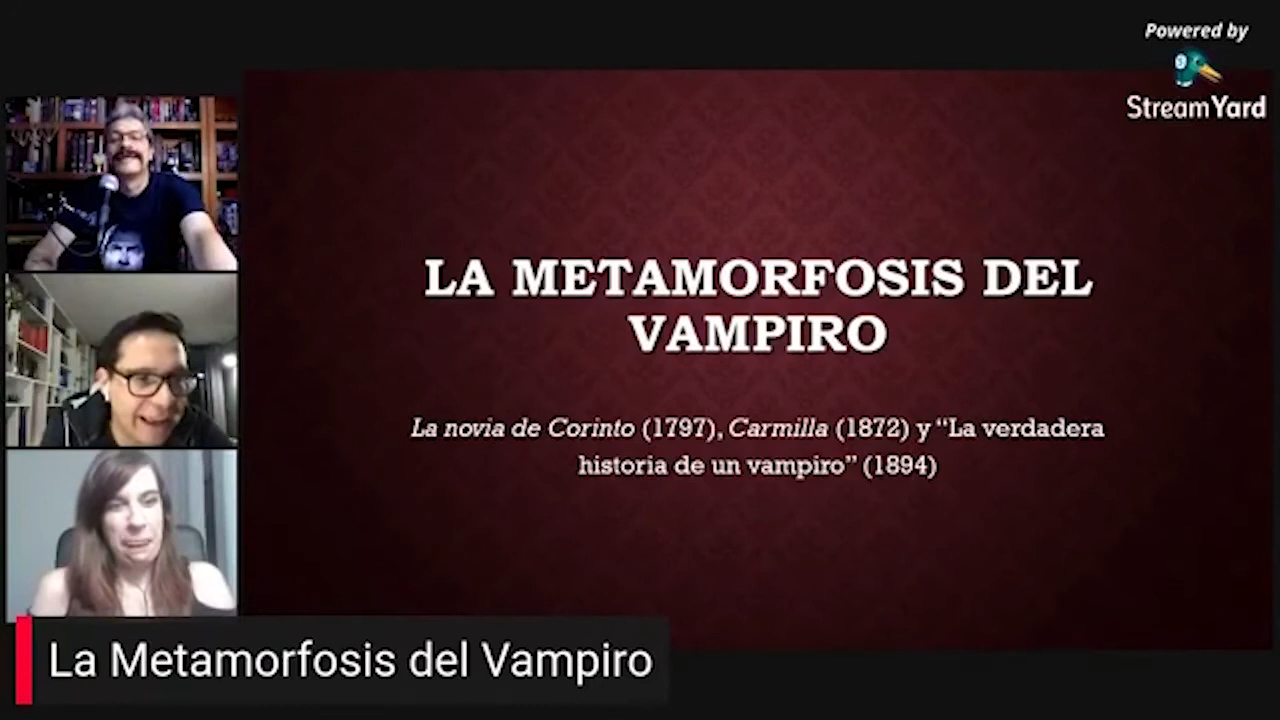 Powered by
StreamYard
LA METAMORFOSIS DEL
VAMPIRO
La novia de Corinto (1797), Carmilla (1872) y “La verdadera
historia de un vampiro” (1894)
La Metamorfosis del Vampiro